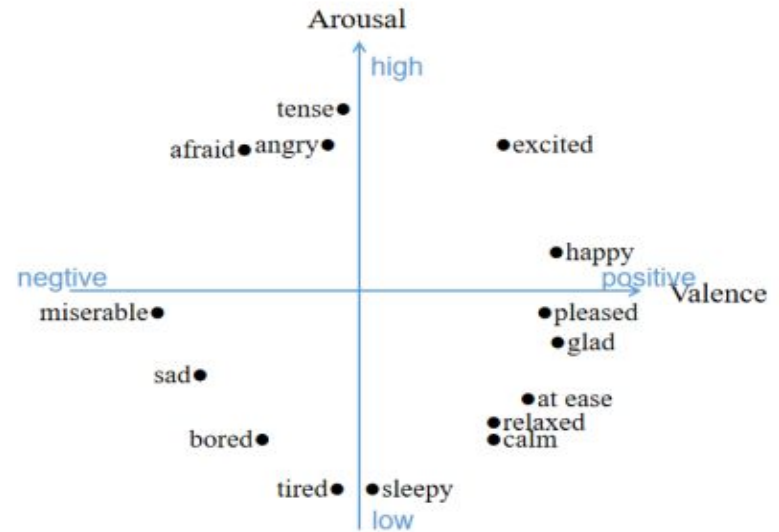 Arousal
high
tense
afraid angry excited
happy
negtive positive
Valence
miserable pleased
glad
sad
at ease
relaxed
bored calm
tired sleepy
low